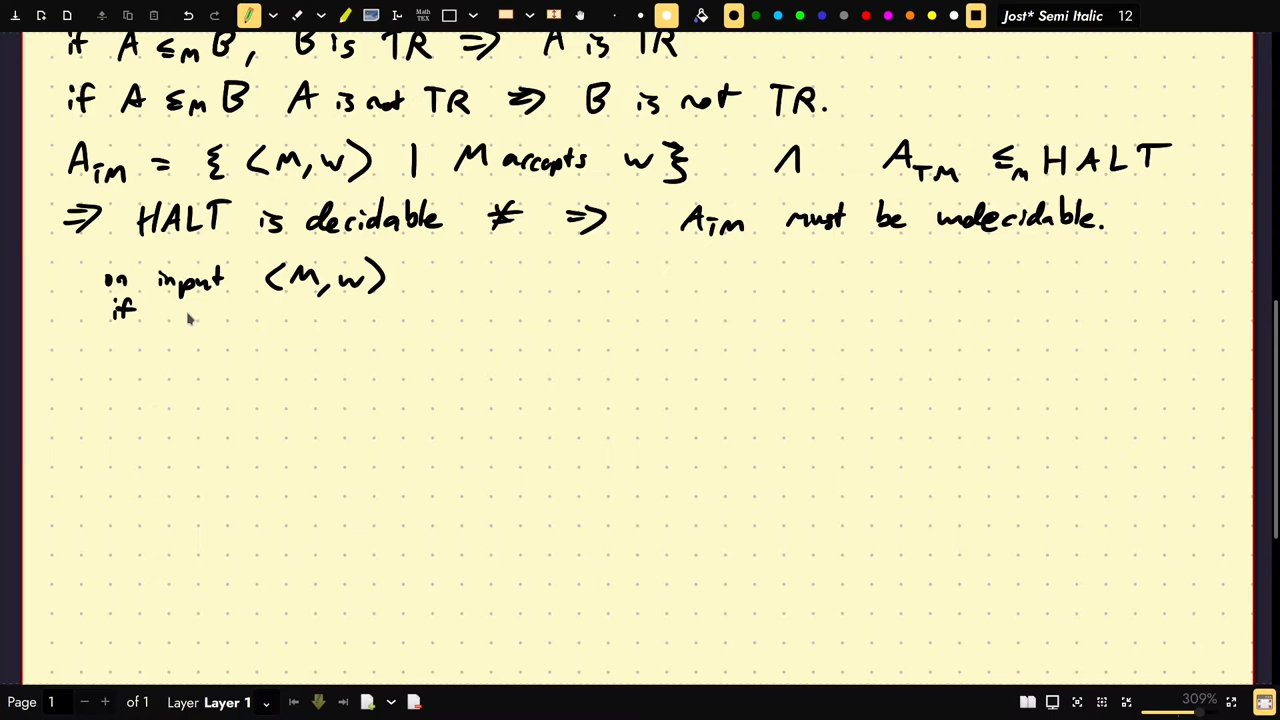 Math
TEX
Jost* Semi Italic 12
if A ≤m B, B is TR => A is TR
if A ≤m B A is not TR => B is not TR.
ATM = { <M, w> | M accepts w } ∧ ATM ≤m HALT
=> HALT is decidable * => ATM must be undecidable.
on input <M, w>
if
Page 1 of 1 Layer Layer 1 309%